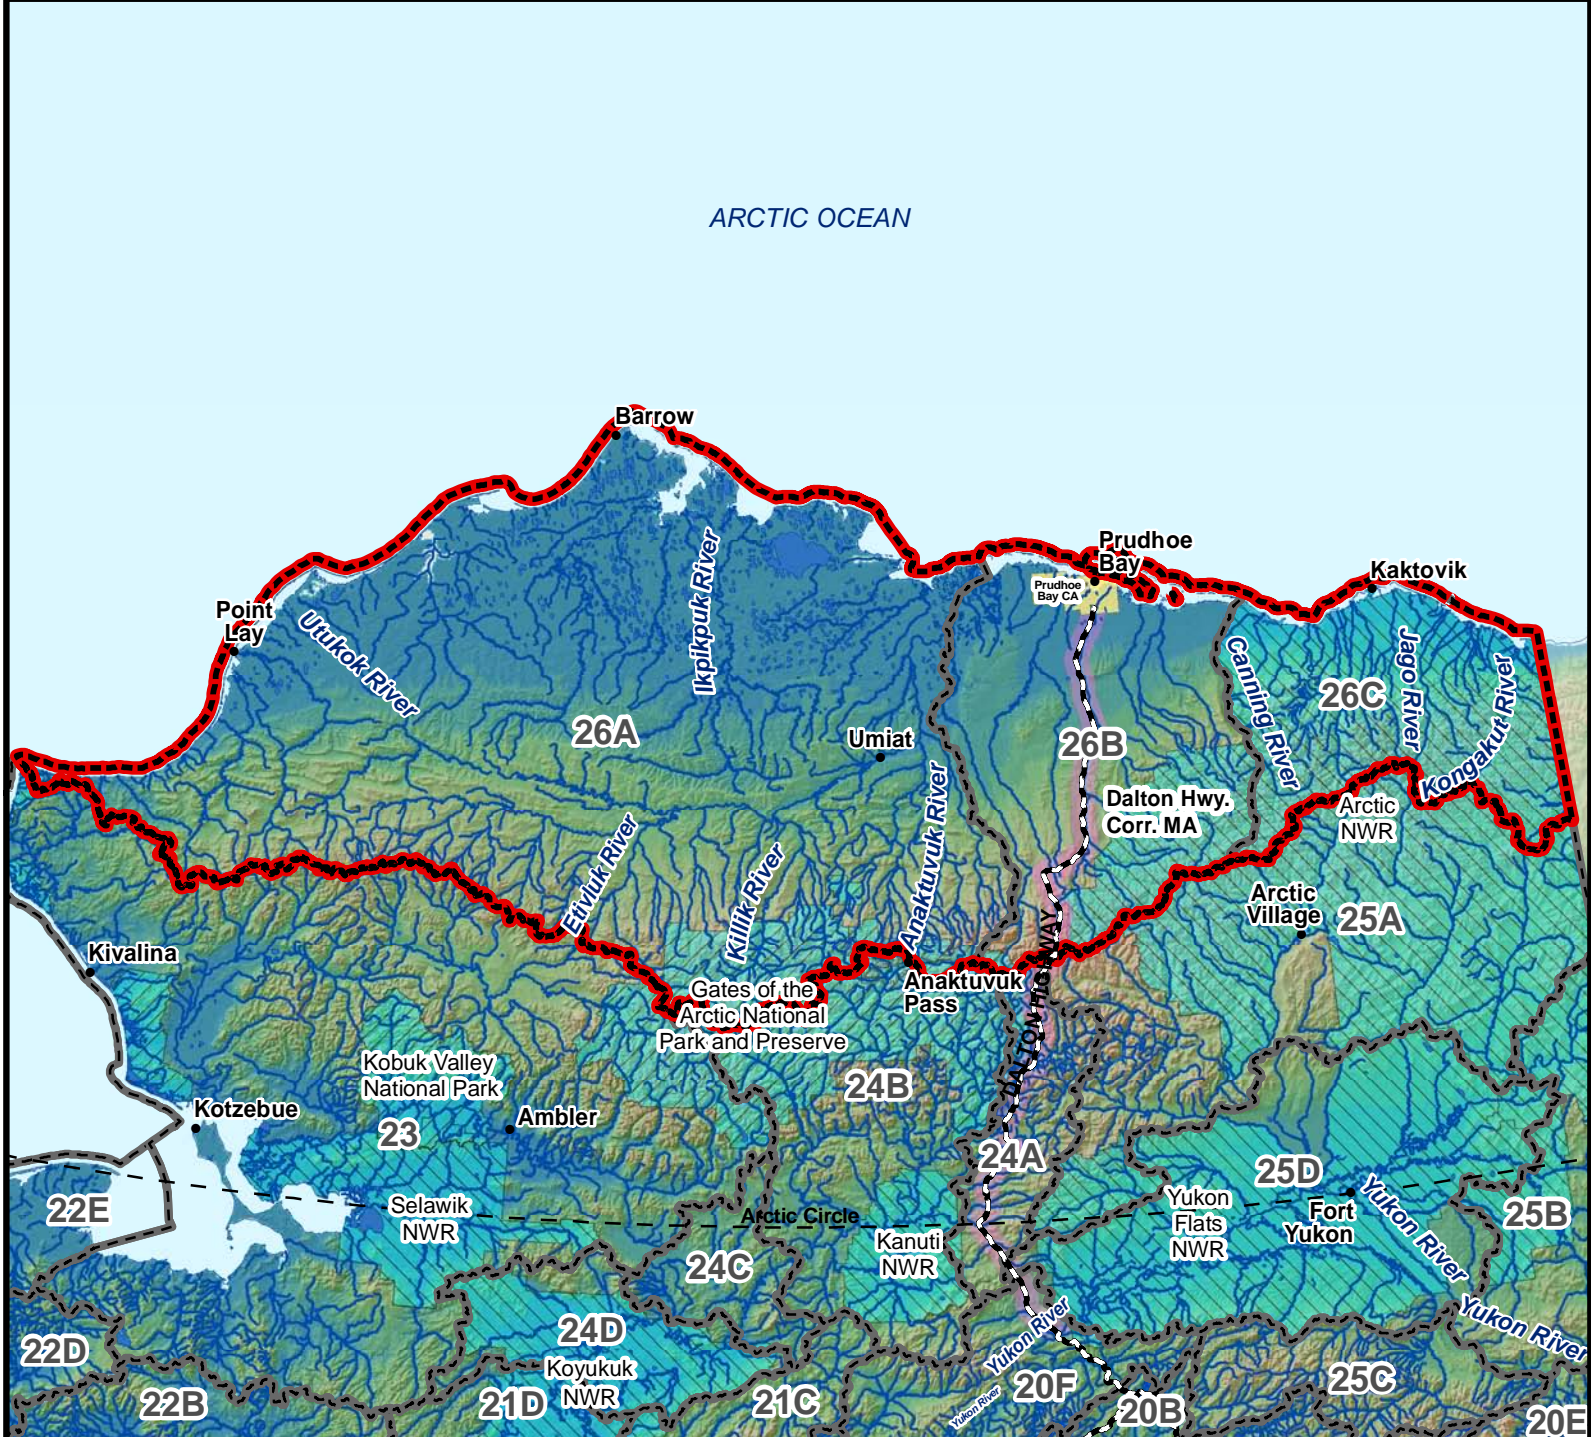 ARCTIC OCEAN
Barrow
Prudhoe
Bay
Prudhoe
Bay CA
Kaktovik
Point
Lay
Utukok River
Ikpikpuk River
Canning River
Jago River
Kongakut River
26A
26B
26C
Umiat
Dalton Hwy.
Corr. MA
Arctic
NWR
Etivluk River
Killik River
Anaktuvuk River
Arctic
Village
25A
Kivalina
Anaktuvuk
Pass
Gates of the
Arctic National
Park and Preserve
DALTON HIGHWAY
Kobuk Valley
National Park
24B
Kotzebue
Ambler
23
24A
25D
22E
Selawik
NWR
Arctic Circle
Kanuti
NWR
Yukon
Flats
NWR
Fort
Yukon
Yukon River
25B
24C
24D
Koyukuk
NWR
Yukon River
Yukon River
22D
22B
21D
21C
Yukon River
20F
20B
25C
20E